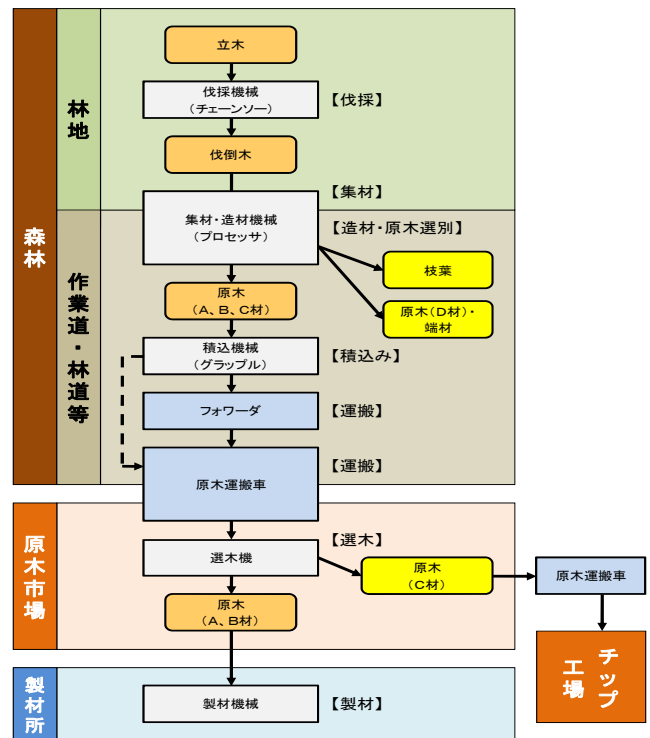 森林
林地
立木
伐採機械
(チェーンソー)
【伐採】
伐倒木
【集材】
作業道・林道等
集材・造材機械
(プロセッサ)
【造材・原木選別】
枝葉
原木(D材)・
端材
原木
(A、B、C材)
積込機械
(グラップル)
【積込み】
フォワーダ
【運搬】
原木運搬車
【運搬】
原木市場
選木機
【選木】
原木
(C材)
原木運搬車
チップ
工場
原木
(A、B材)
製材所
製材機械
【製材】